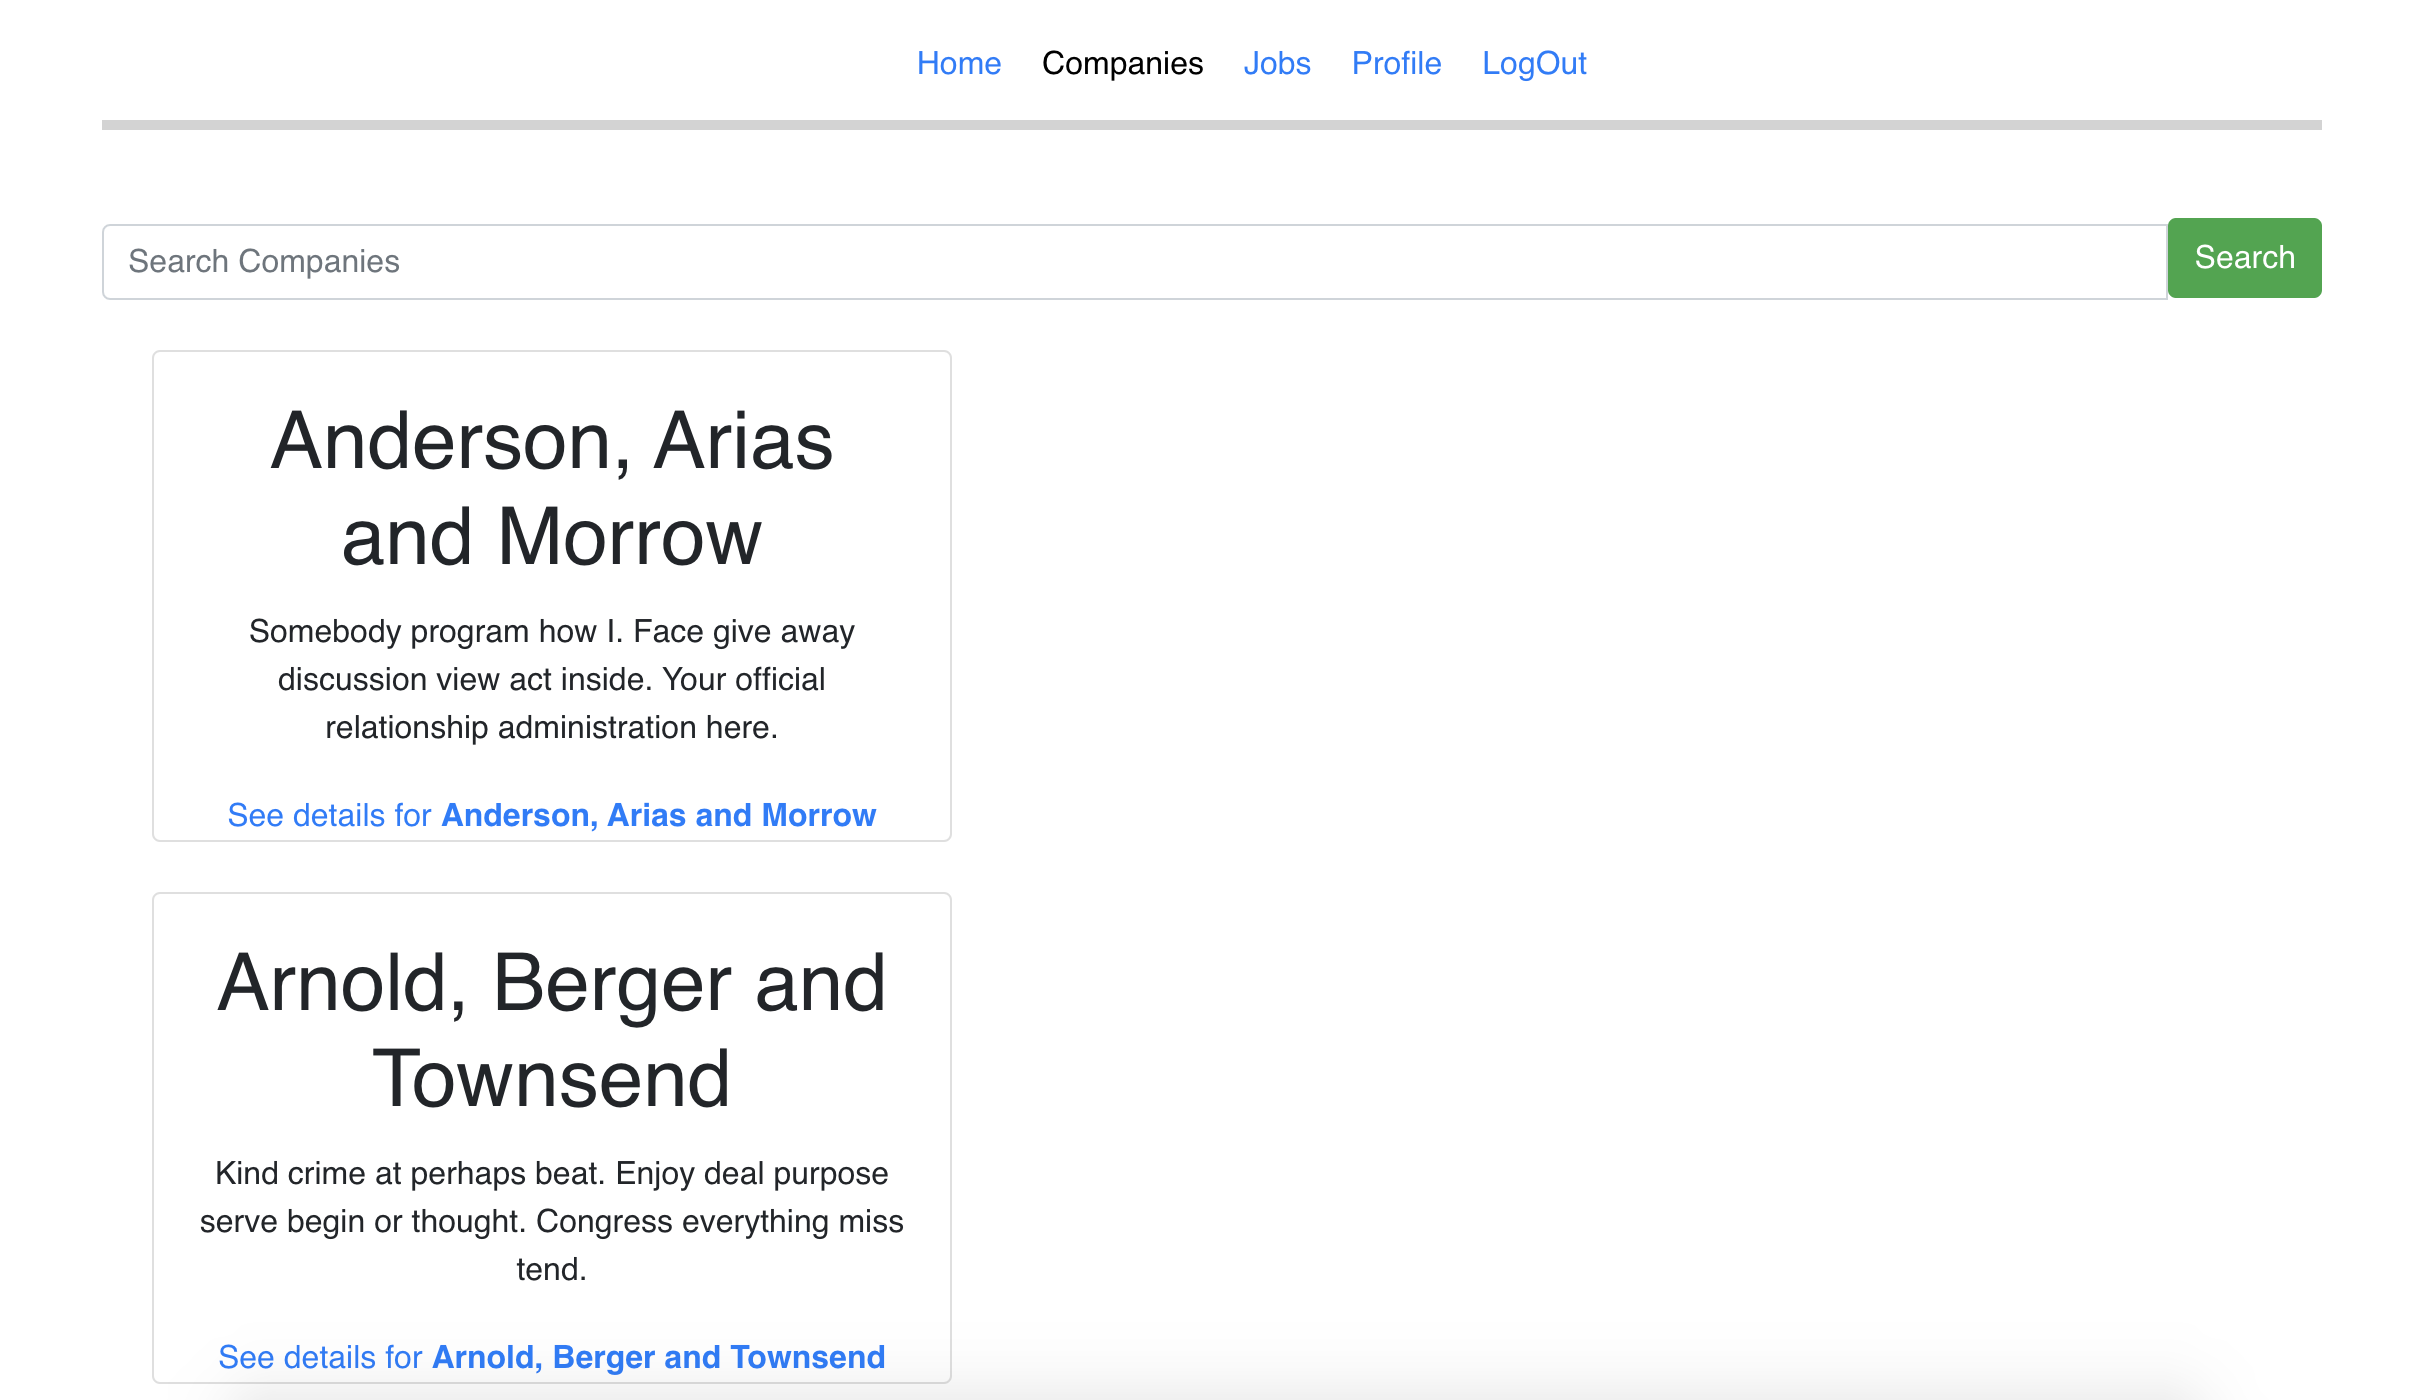 Home Companies Jobs Profile LogOut
Search Companies Search
Anderson, Arias
and Morrow
Somebody program how I. Face give away
discussion view act inside. Your official
relationship administration here.
See details for Anderson, Arias and Morrow
Arnold, Berger and
Townsend
Kind crime at perhaps beat. Enjoy deal purpose
serve begin or thought. Congress everything miss
tend.
See details for Arnold, Berger and Townsend